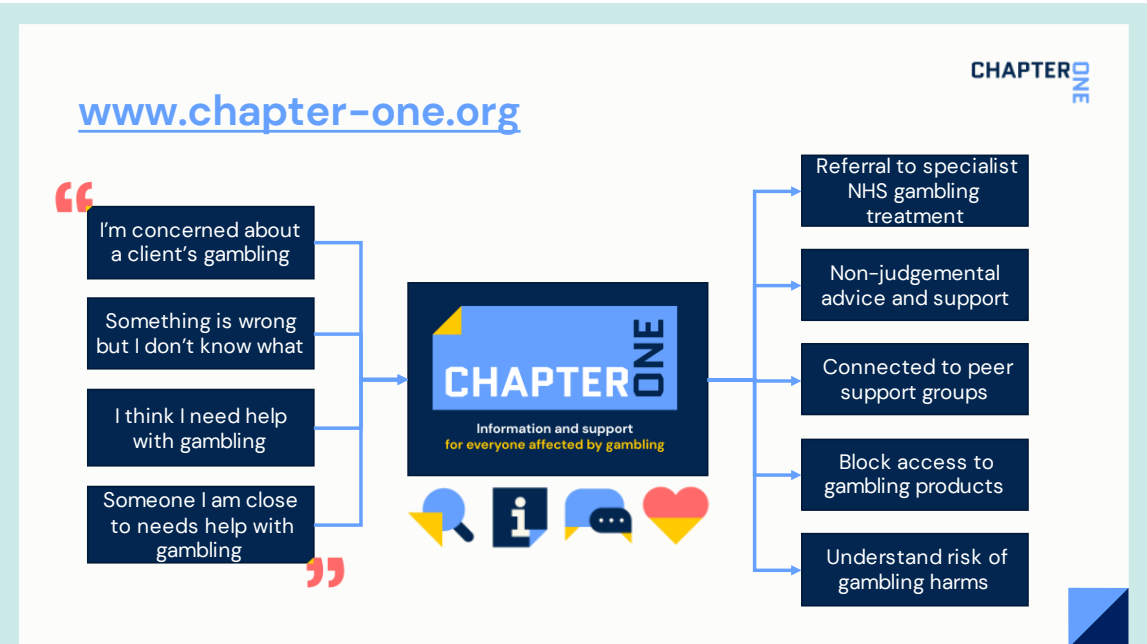 CHAPTER ONE
www.chapter-one.org
“
I’m concerned about
a client’s gambling
Something is wrong
but I don’t know what
I think I need help
with gambling
Someone I am close
to needs help with
gambling
”
CHAPTER ONE
Information and support
for everyone affected by gambling
i
Referral to specialist
NHS gambling
treatment
Non-judgemental
advice and support
Connected to peer
support groups
Block access to
gambling products
Understand risk of
gambling harms